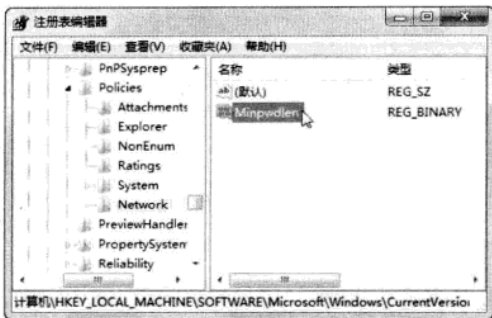 注册表编辑器
文件(F) 编辑(E) 查看(V) 收藏夹(A) 帮助(H)
PnPSysprep
Policies
Attachments
Explorer
NonEnum
Ratings
System
Network
PreviewHandler
PropertySystem
Reliability
名称 类型
(默认) REG_SZ
Minpwdlen REG_BINARY
计算机\HKEY_LOCAL_MACHINE\SOFTWARE\Microsoft\Windows\CurrentVersio